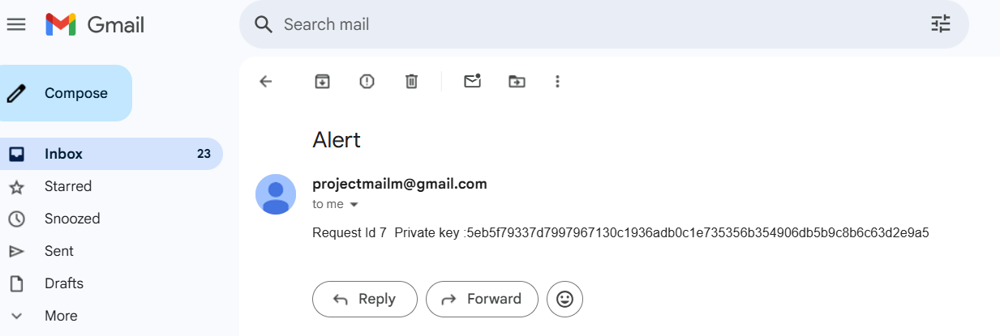 Gmail
Search mail
Compose
Inbox 23
Starred
Snoozed
Sent
Drafts
More
Alert
projectmailm@gmail.com
to me
Request Id 7 Private key :5eb5f79337d7997967130c1936adb0c1e735356b354906db5b9c8b6c63d2e9a5
Reply
Forward